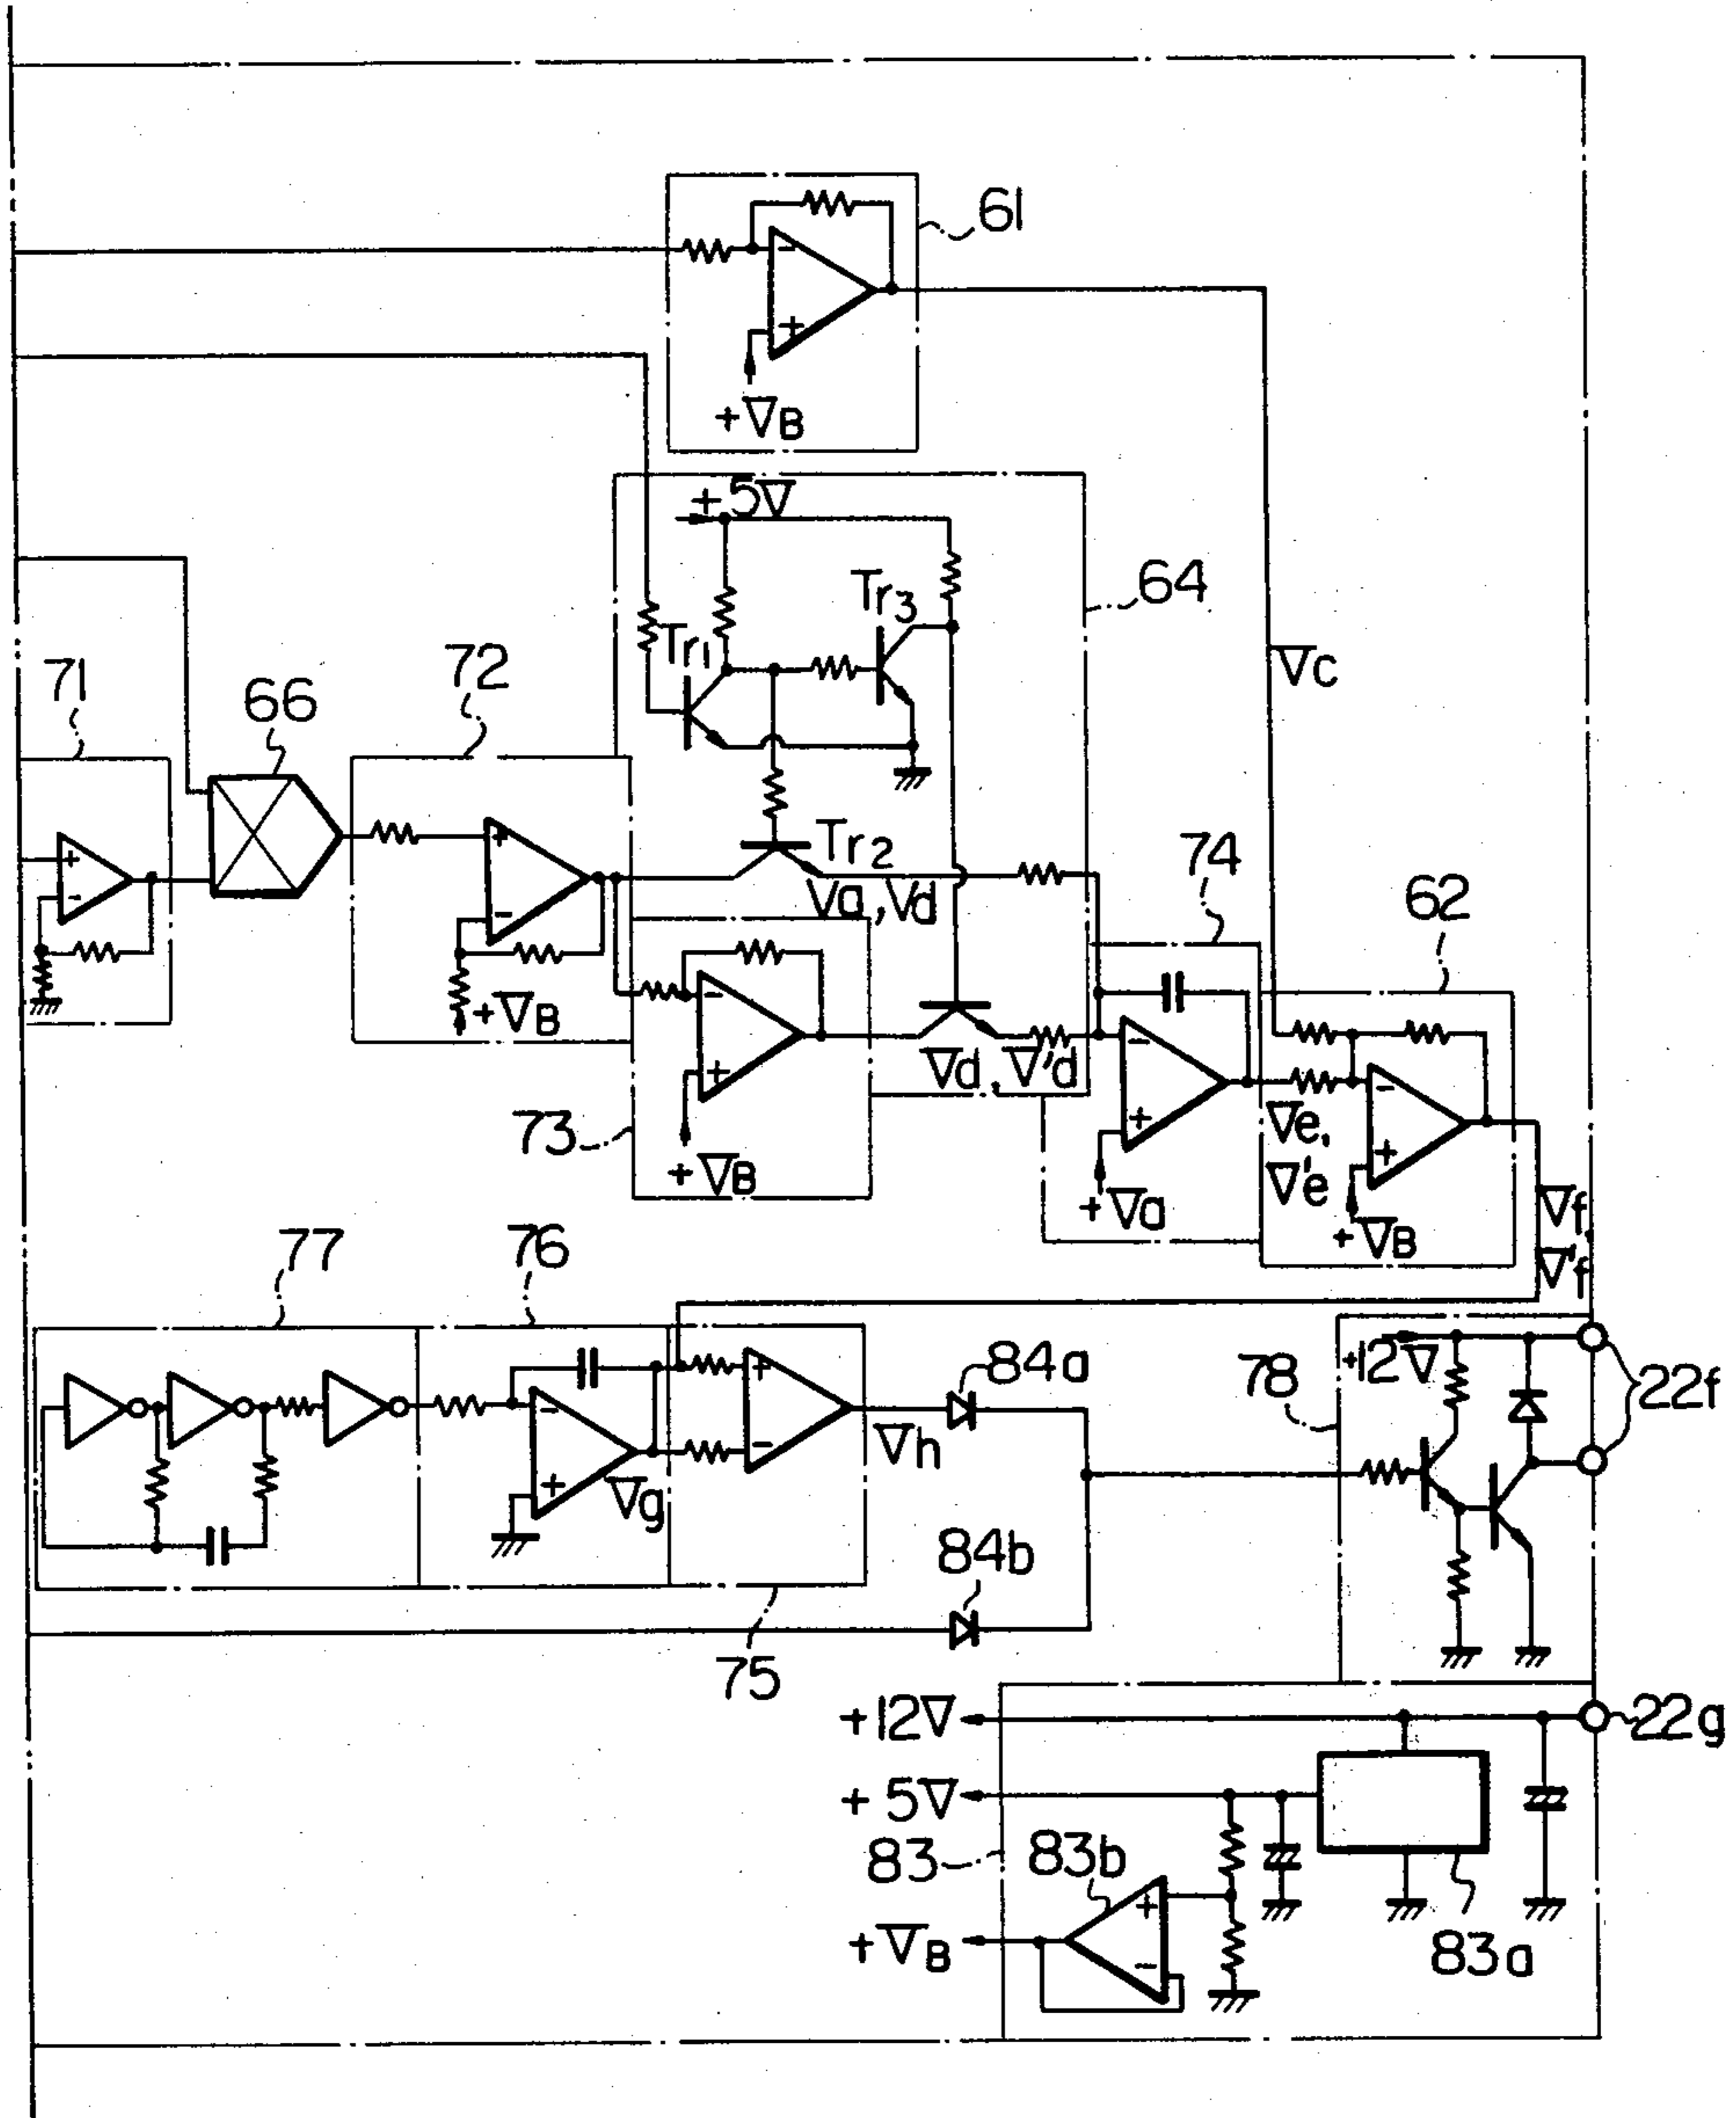 61
+VB
+5V
Tr3
64
Tr1
72
71
66
Vc
Tr2
74
Va,Vd
62
+VB
Vd, V'd
73
+VB
Ve,
V'e
+Va
+VB
Vf,
V'f
77
76
84a
+12V
78
22f
Vh
Vg
84b
75
+12V
22g
+5V
83
83b
+VB
83a